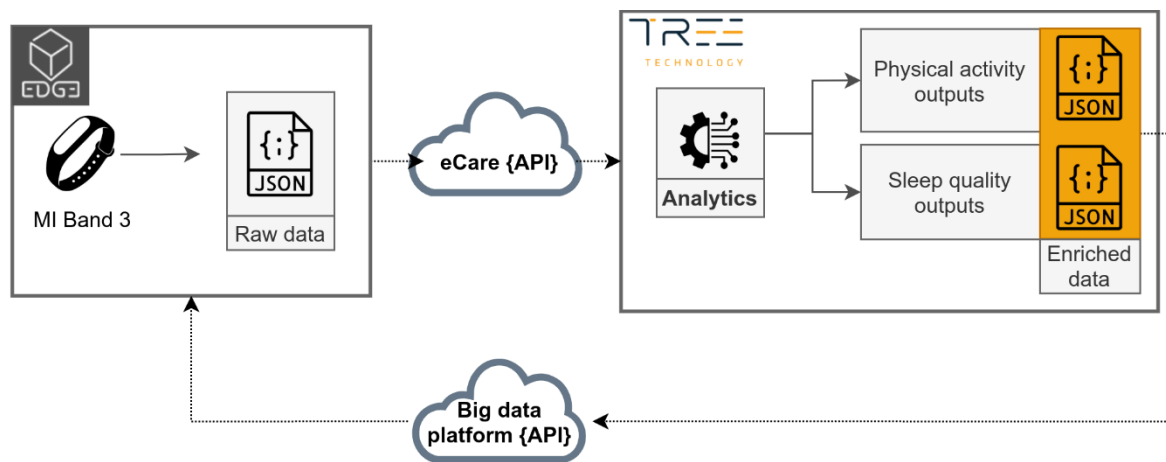 EDGE
MI Band 3
{;}
JSON
Raw data
eCare {API}
TREE
TECHNOLOGY
Analytics
Physical activity
outputs
{;}
JSON
Sleep quality
outputs
{;}
JSON
Enriched
data
Big data
platform {API}